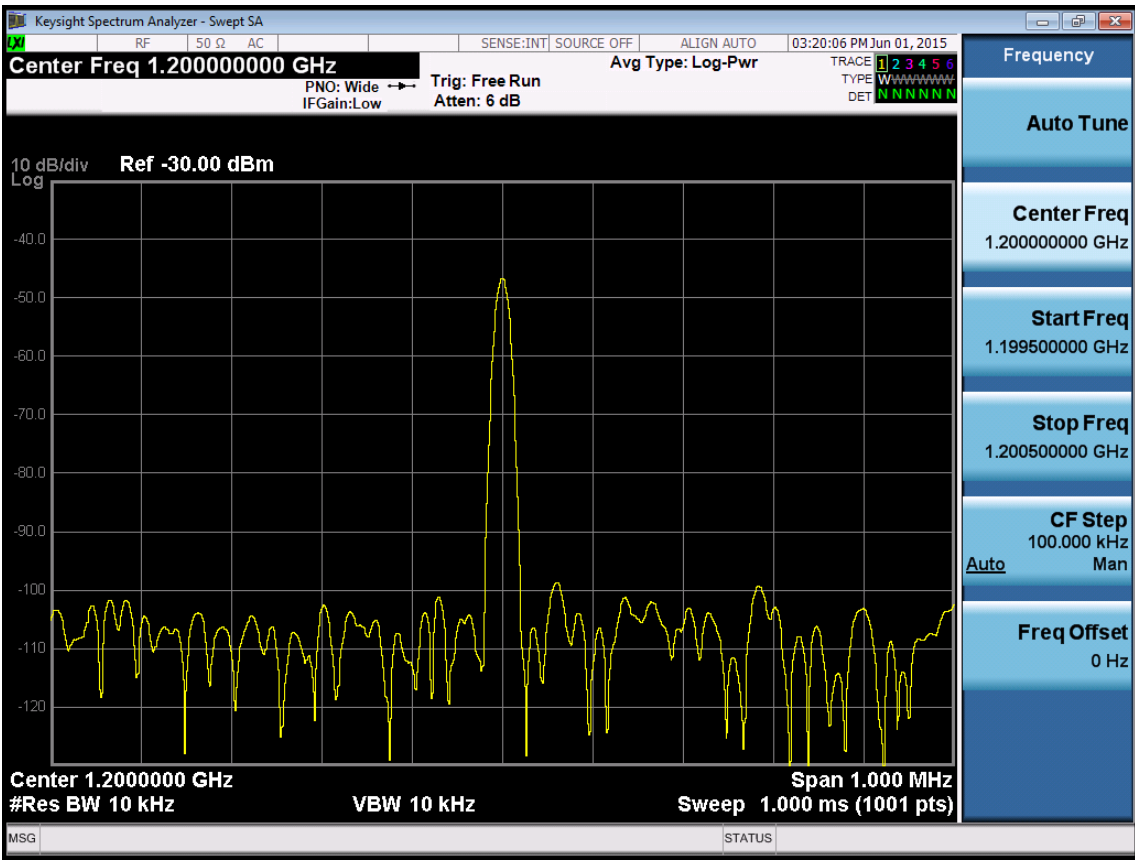 Keysight Spectrum Analyzer - Swept SA
LXI RF 50 Ω AC SENSE:INT SOURCE OFF ALIGN AUTO 03:20:06 PM Jun 01, 2015
Center Freq 1.200000000 GHz
PNO: Wide
IFGain:Low
Trig: Free Run
Atten: 6 dB
Avg Type: Log-Pwr
TRACE 1 2 3 4 5 6
TYPE WWWWWW
DET N N N N N N
10 dB/div Ref -30.00 dBm
Log
-40.0
-50.0
-60.0
-70.0
-80.0
-90.0
-100
-110
-120
Center 1.2000000 GHz Span 1.000 MHz
#Res BW 10 kHz VBW 10 kHz Sweep 1.000 ms (1001 pts)
MSG STATUS
Frequency
Auto Tune
Center Freq
1.200000000 GHz
Start Freq
1.199500000 GHz
Stop Freq
1.200500000 GHz
CF Step
100.000 kHz
Auto Man
Freq Offset
0 Hz